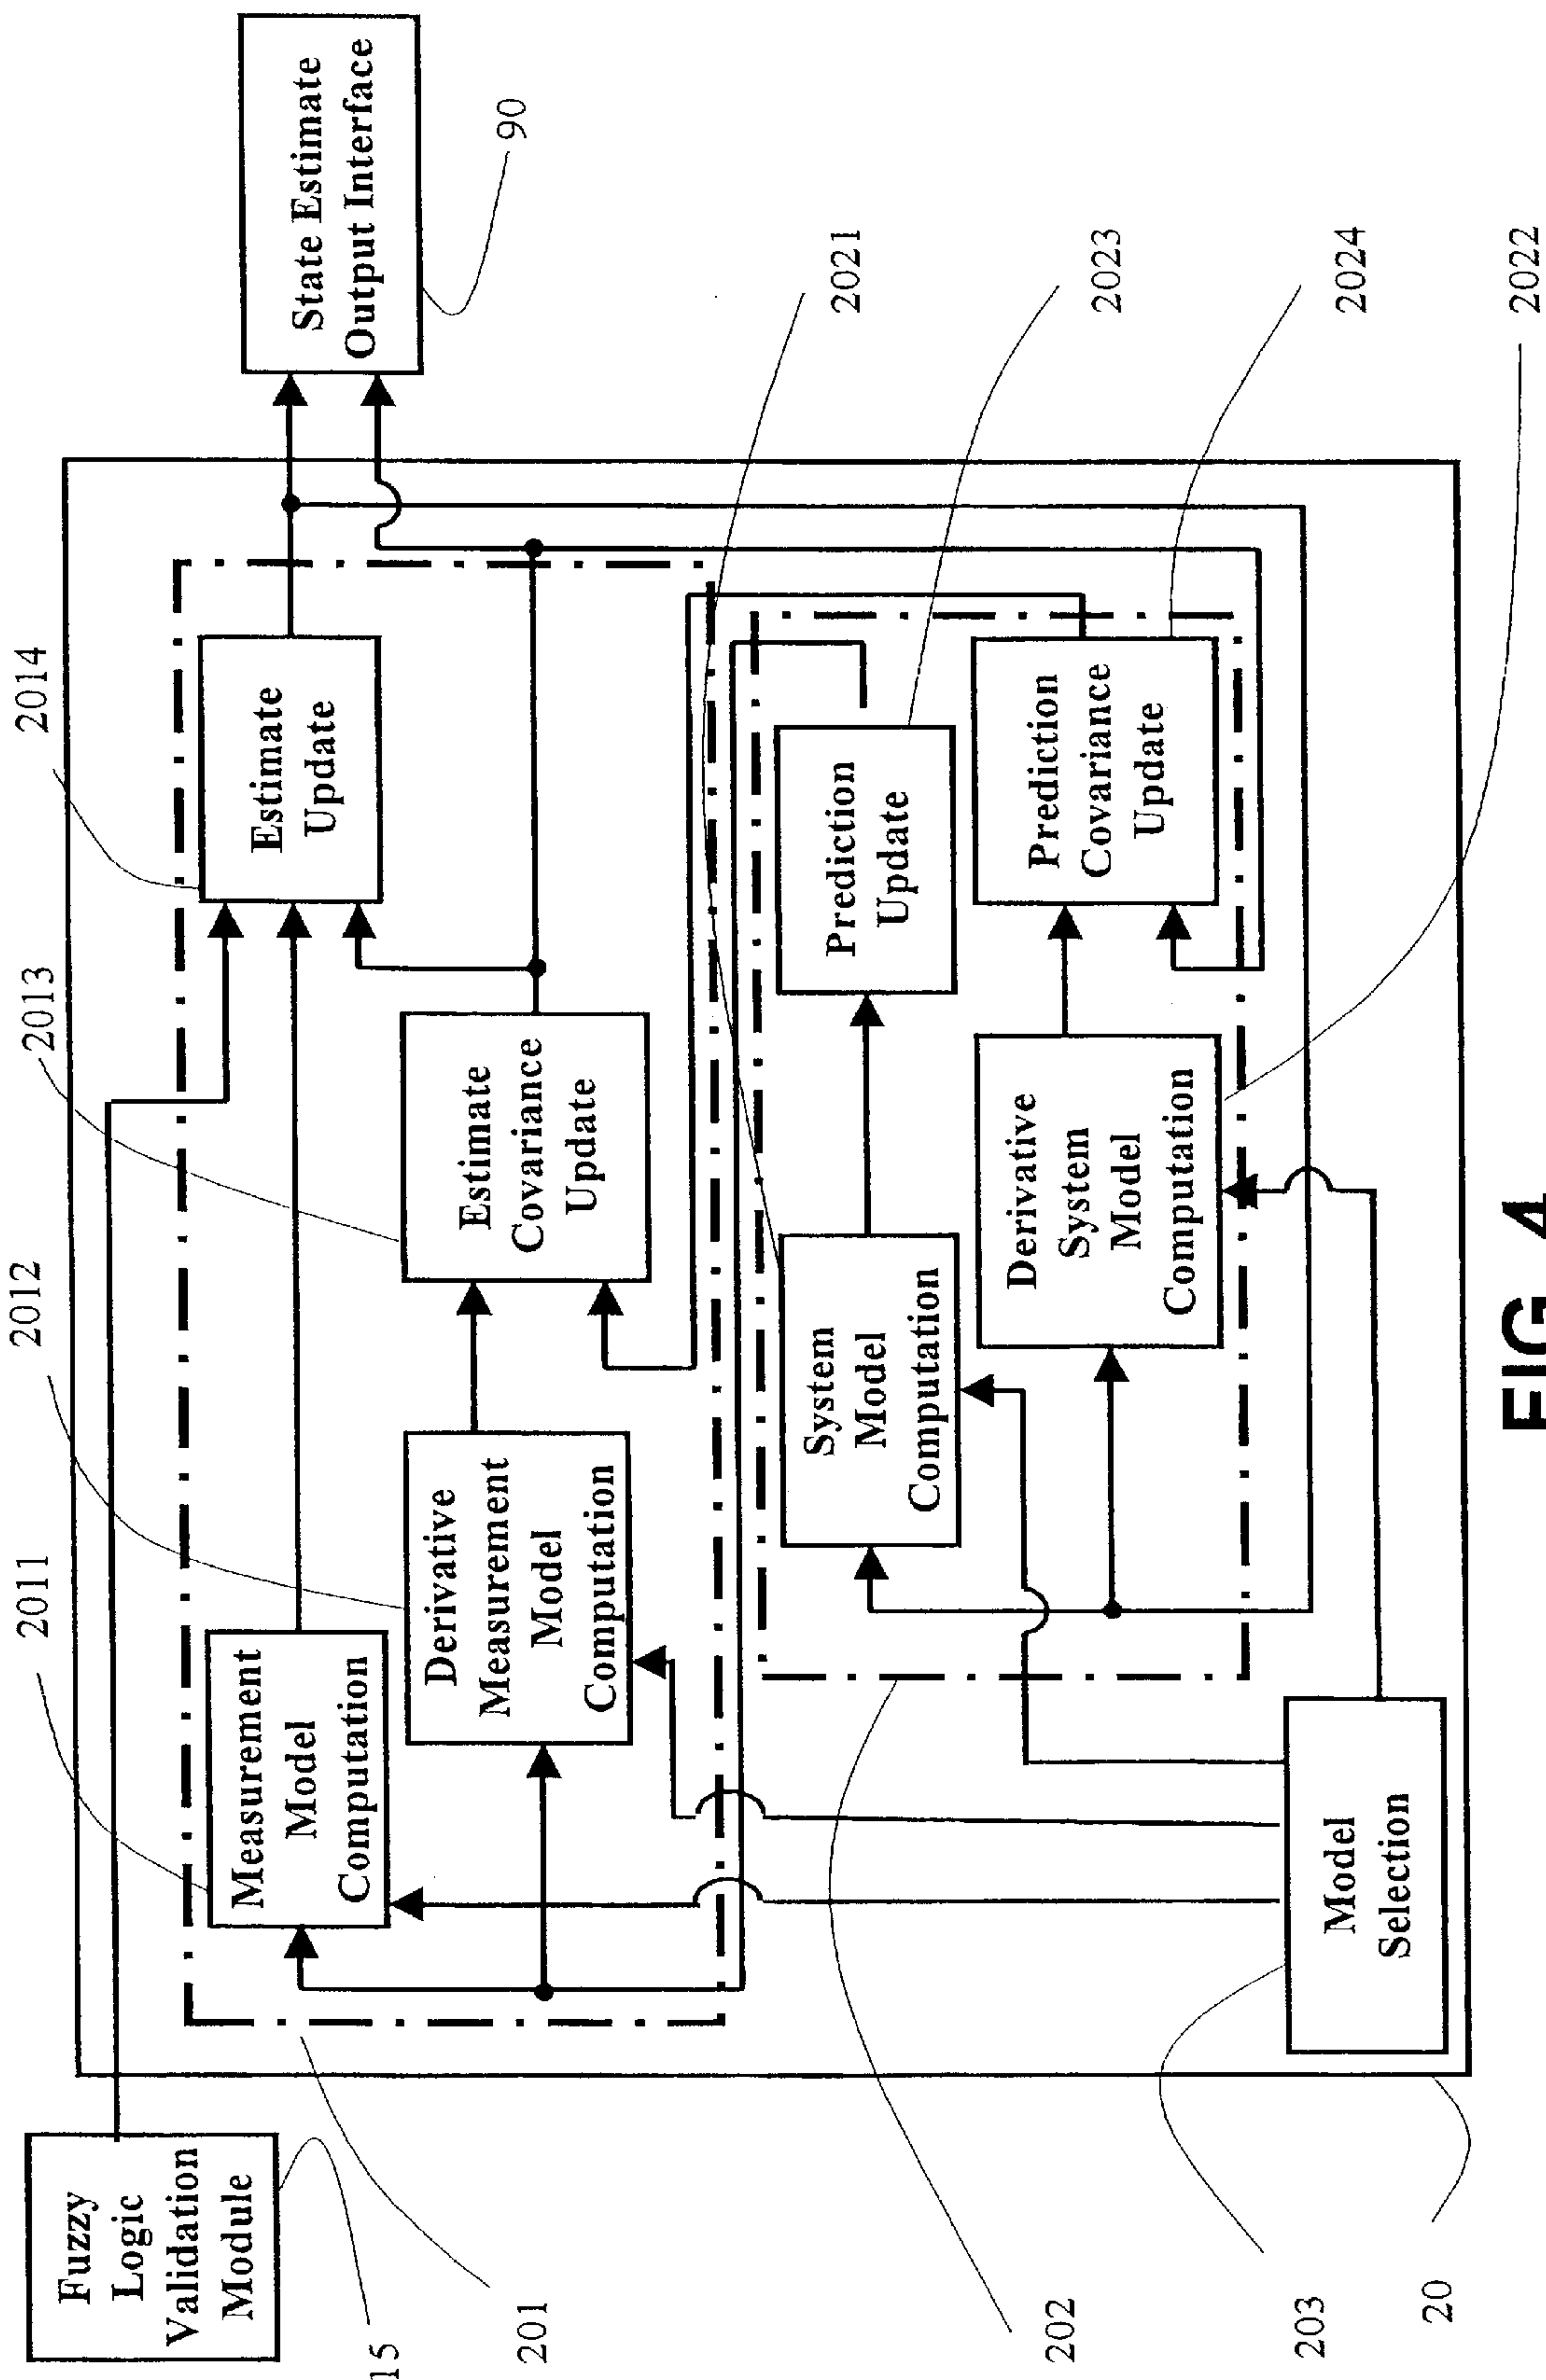 Fuzzy
Logic
Validation
Module
15
201
2011
Measurement
Model
Computation
2012
Derivative
Measurement
Model
Computation
2013
Estimate
Covariance
Update
2014
Estimate
Update
State Estimate
Output Interface
90
202
System
Model
Computation
2021
Prediction
Update
2023
Derivative
System
Model
Computation
2022
Prediction
Covariance
Update
2024
203
Model
Selection
20
FIG. 4